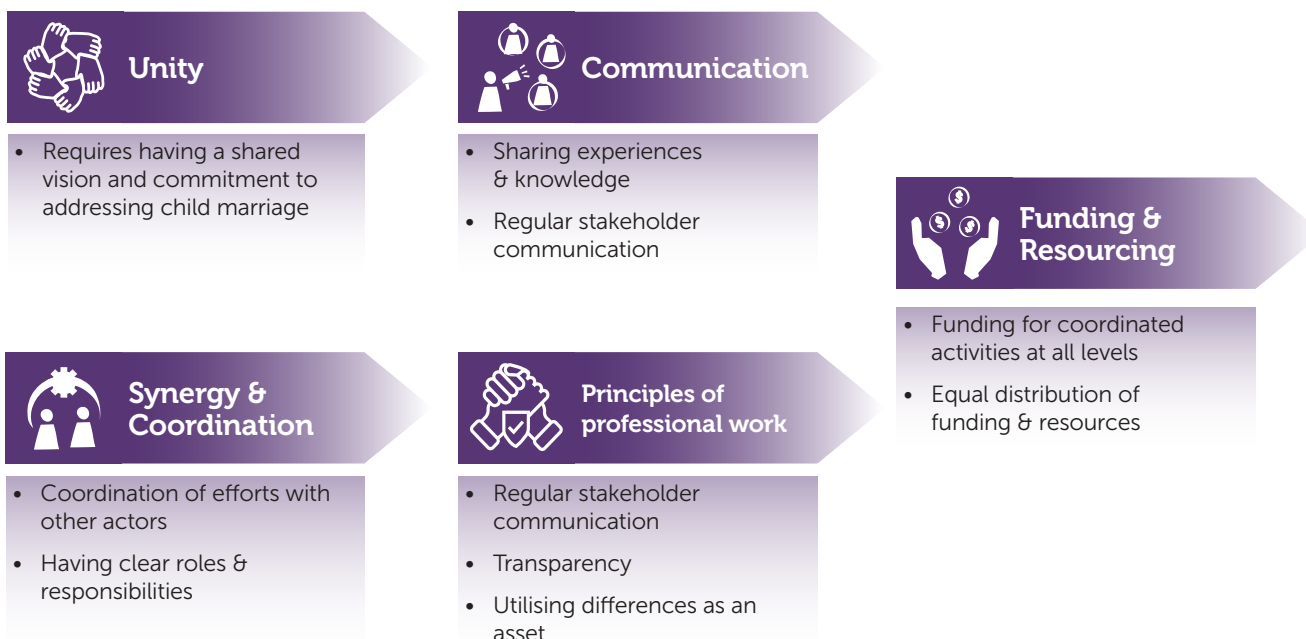 Unity
• Requires having a shared
vision and commitment to
addressing child marriage
Communication
• Sharing experiences
& knowledge
• Regular stakeholder
communication
Funding &
Resourcing
• Funding for coordinated
activities at all levels
• Equal distribution of
funding & resources
Synergy &
Coordination
• Coordination of efforts with
other actors
• Having clear roles &
responsibilities
Principles of
professional work
• Regular stakeholder
communication
• Transparency
• Utilising differences as an
asset